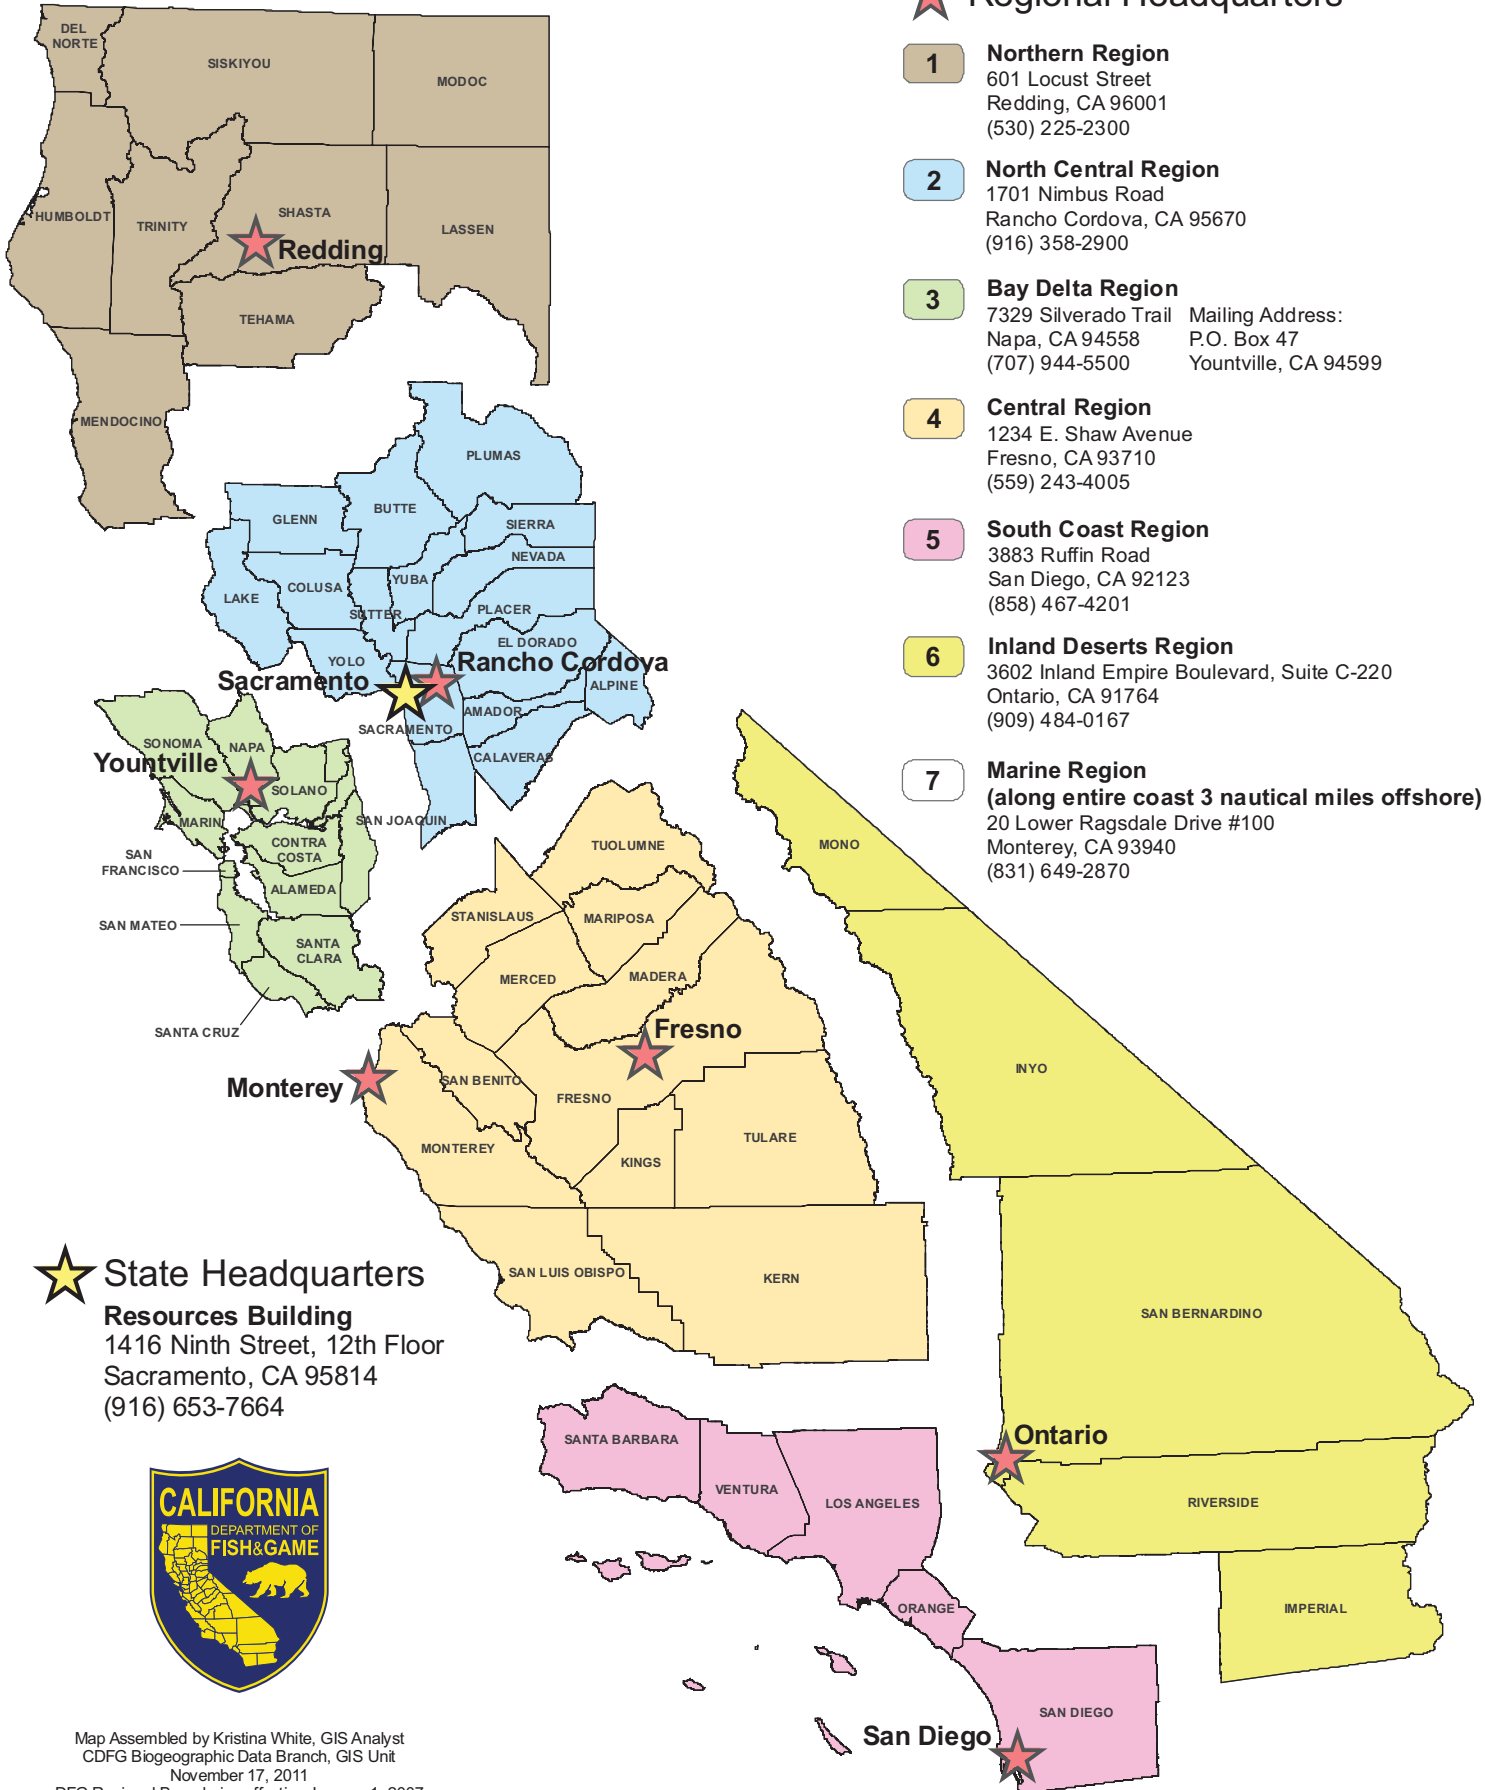 Regional Headquarters
1
Northern Region
601 Locust Street
Redding, CA 96001
(530) 225-2300
2
North Central Region
1701 Nimbus Road
Rancho Cordova, CA 95670
(916) 358-2900
3
Bay Delta Region
7329 Silverado Trail
Napa, CA 94558
(707) 944-5500
Mailing Address:
P.O. Box 47
Yountville, CA 94599
4
Central Region
1234 E. Shaw Avenue
Fresno, CA 93710
(559) 243-4005
5
South Coast Region
3883 Ruffin Road
San Diego, CA 92123
(858) 467-4201
6
Inland Deserts Region
3602 Inland Empire Boulevard, Suite C-220
Ontario, CA 91764
(909) 484-0167
7
Marine Region
(along entire coast 3 nautical miles offshore)
20 Lower Ragsdale Drive #100
Monterey, CA 93940
(831) 649-2870
DEL
NORTE
SISKIYOU
MODOC
HUMBOLDT
TRINITY
SHASTA
LASSEN
Redding
TEHAMA
MENDOCINO
PLUMAS
BUTTE
GLENN
SIERRA
NEVADA
YUBA
COLUSA
LAKE
SUTTER
PLACER
EL DORADO
YOLO
Rancho Cordova
Sacramento
ALPINE
AMADOR
SACRAMENTO
CALAVERAS
SONOMA
NAPA
Yountville
SOLANO
MARIN
SAN JOAQUIN
CONTRA
COSTA
SAN
FRANCISCO
ALAMEDA
SAN MATEO
SANTA
CLARA
SANTA CRUZ
TUOLUMNE
STANISLAUS
MARIPOSA
MERCED
MADERA
Fresno
Monterey
SAN BENITO
FRESNO
MONTEREY
KINGS
TULARE
SAN LUIS OBISPO
KERN
MONO
INYO
SAN BERNARDINO
Ontario
RIVERSIDE
IMPERIAL
SANTA BARBARA
VENTURA
LOS ANGELES
ORANGE
SAN DIEGO
San Diego
State Headquarters
Resources Building
1416 Ninth Street, 12th Floor
Sacramento, CA 95814
(916) 653-7664
CALIFORNIA
DEPARTMENT OF
FISH&GAME
Map Assembled by Kristina White, GIS Analyst
CDFG Biogeographic Data Branch, GIS Unit
November 17, 2011